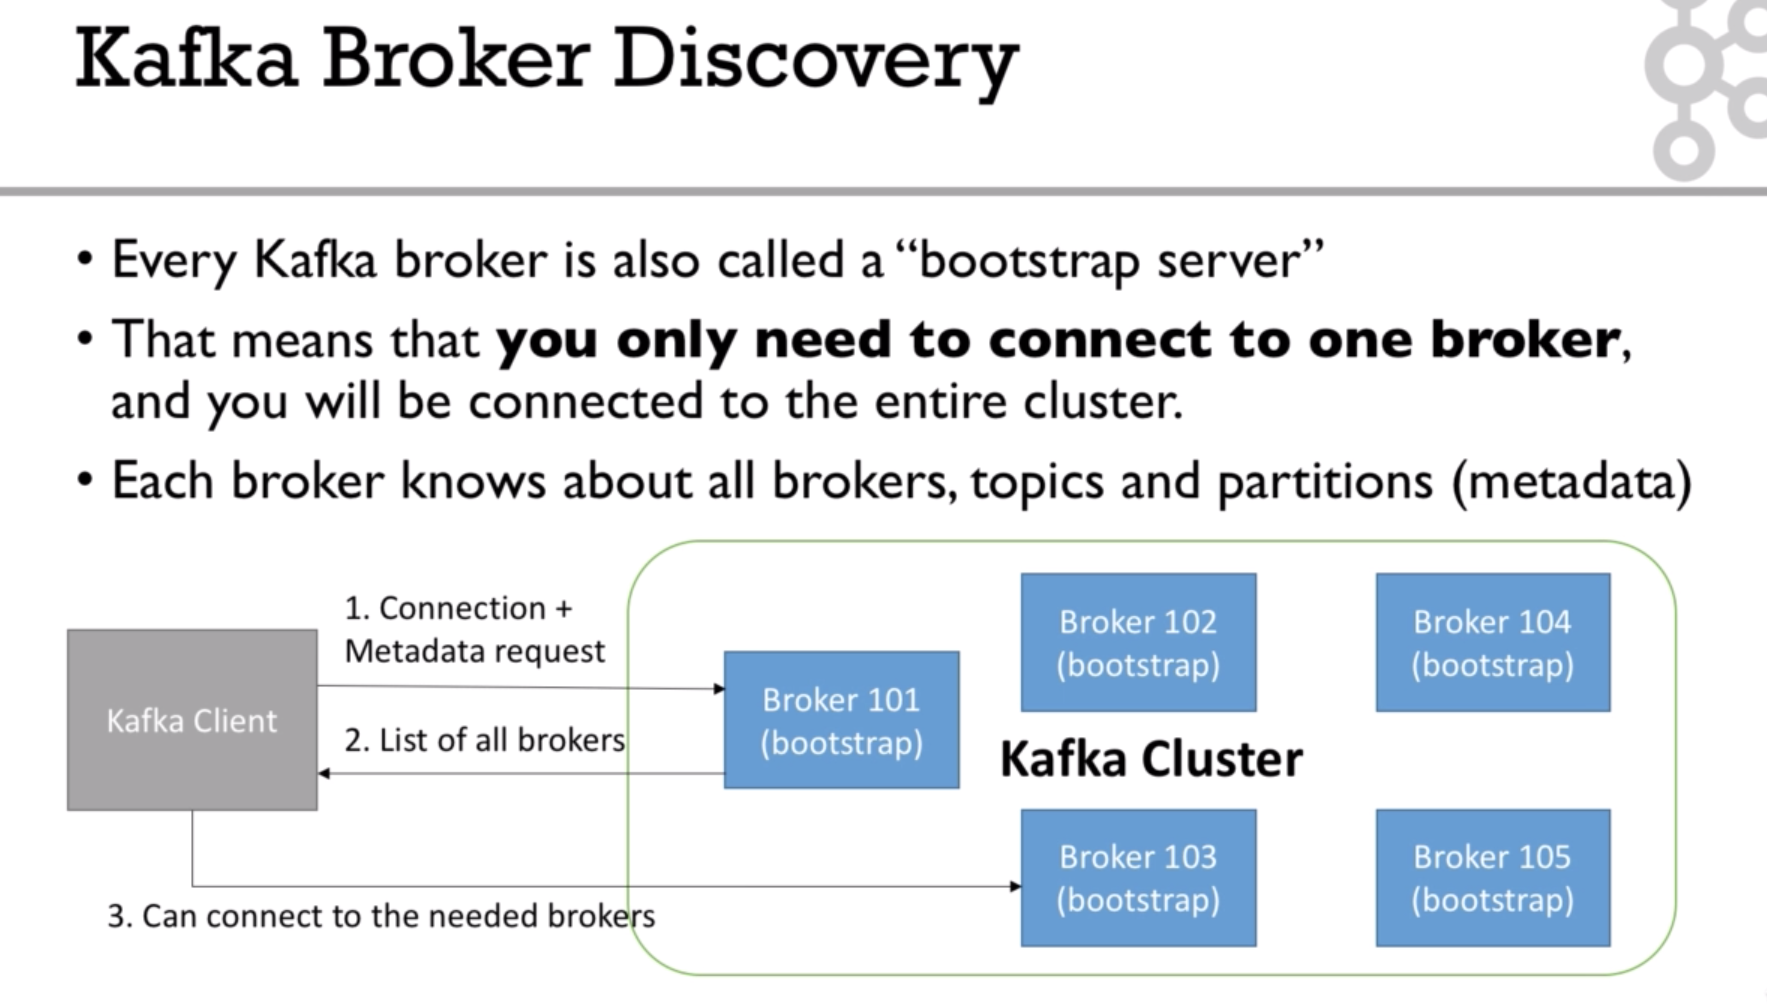 Kafka Broker Discovery
• Every Kafka broker is also called a “bootstrap server”
• That means that you only need to connect to one broker,
and you will be connected to the entire cluster.
• Each broker knows about all brokers, topics and partitions (metadata)
Kafka Client
1. Connection +
Metadata request
2. List of all brokers
3. Can connect to the needed brokers
Broker 101
(bootstrap)
Broker 102
(bootstrap)
Broker 104
(bootstrap)
Kafka Cluster
Broker 103
(bootstrap)
Broker 105
(bootstrap)